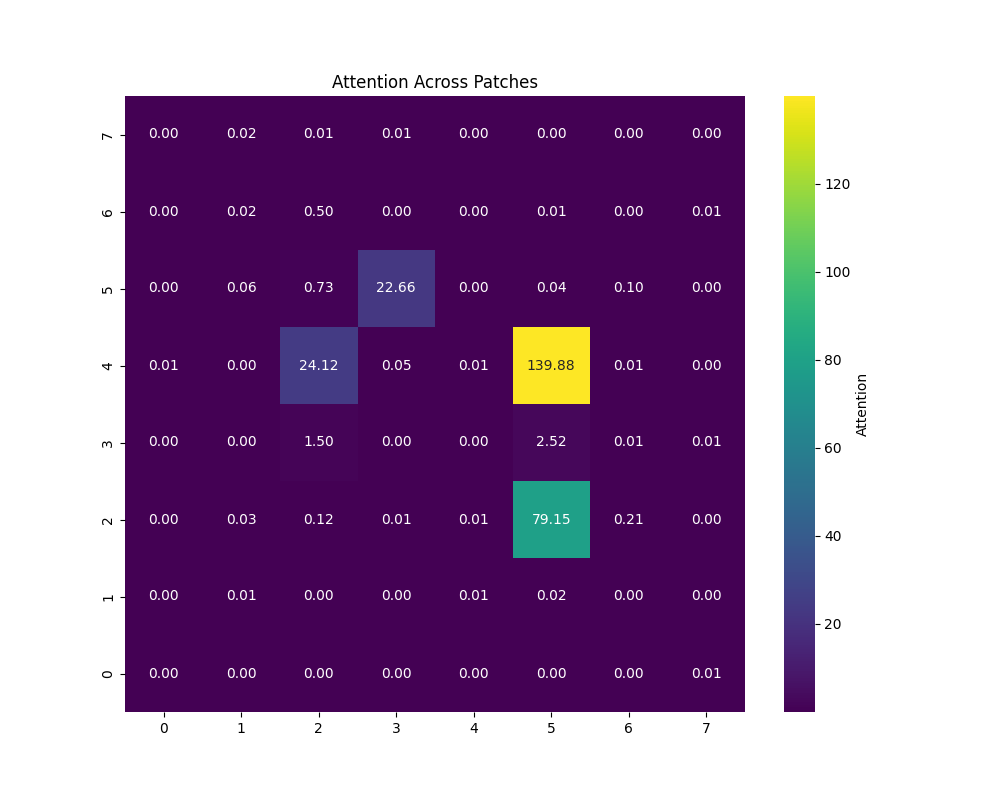 Attention Across Patches
7 0.00 0.02 0.01 0.01 0.00 0.00 0.00 0.00
6 0.00 0.02 0.50 0.00 0.00 0.01 0.00 0.01
5 0.00 0.06 0.73 22.66 0.00 0.04 0.10 0.00
4 0.01 0.00 24.12 0.05 0.01 139.88 0.01 0.00
3 0.00 0.00 1.50 0.00 0.00 2.52 0.01 0.01
2 0.00 0.03 0.12 0.01 0.01 79.15 0.21 0.00
1 0.00 0.01 0.00 0.00 0.01 0.02 0.00 0.00
0 0.00 0.00 0.00 0.00 0.00 0.00 0.00 0.01
0 1 2 3 4 5 6 7
120
100
80
60
40
20
Attention